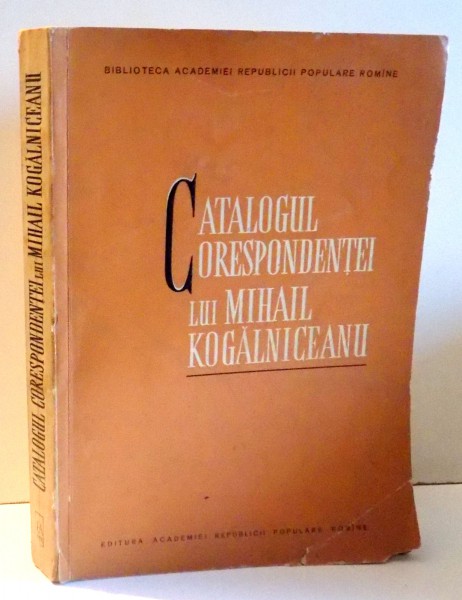 BIBLIOTECA ACADEMIEI REPUBLICII POPULARE ROMÎNE
CATALOGUL
CORESPONDENȚEI
LUI MIHAIL
KOGĂLNICEANU
EDITURA ACADEMIEI REPUBLICII POPULARE ROMÎNE
CATALOGUL CORESPONDENȚEI LUI MIHAIL KOGĂLNICEANU